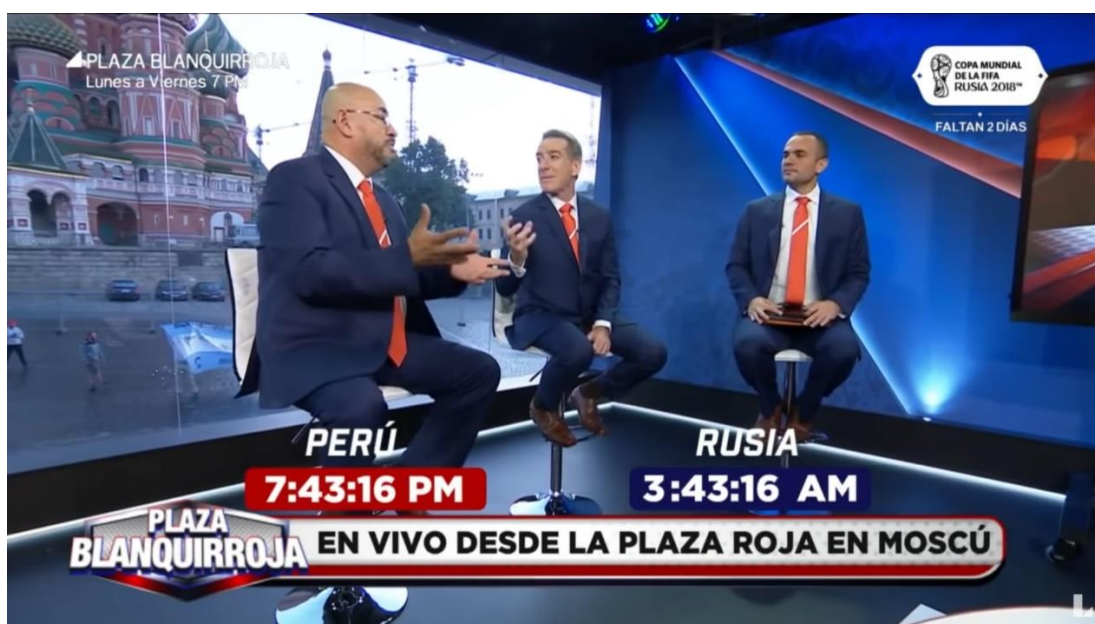 PLAZA BLANQUIRROJA
Lunes a Viernes 7 PM
COPA MUNDIAL
DE LA FIFA
RUSIA 2018™
FALTAN 2 DÍAS
PERÚ
7:43:16 PM
RUSIA
3:43:16 AM
PLAZA
BLANQUIRROJA
EN VIVO DESDE LA PLAZA ROJA EN MOSCÚ